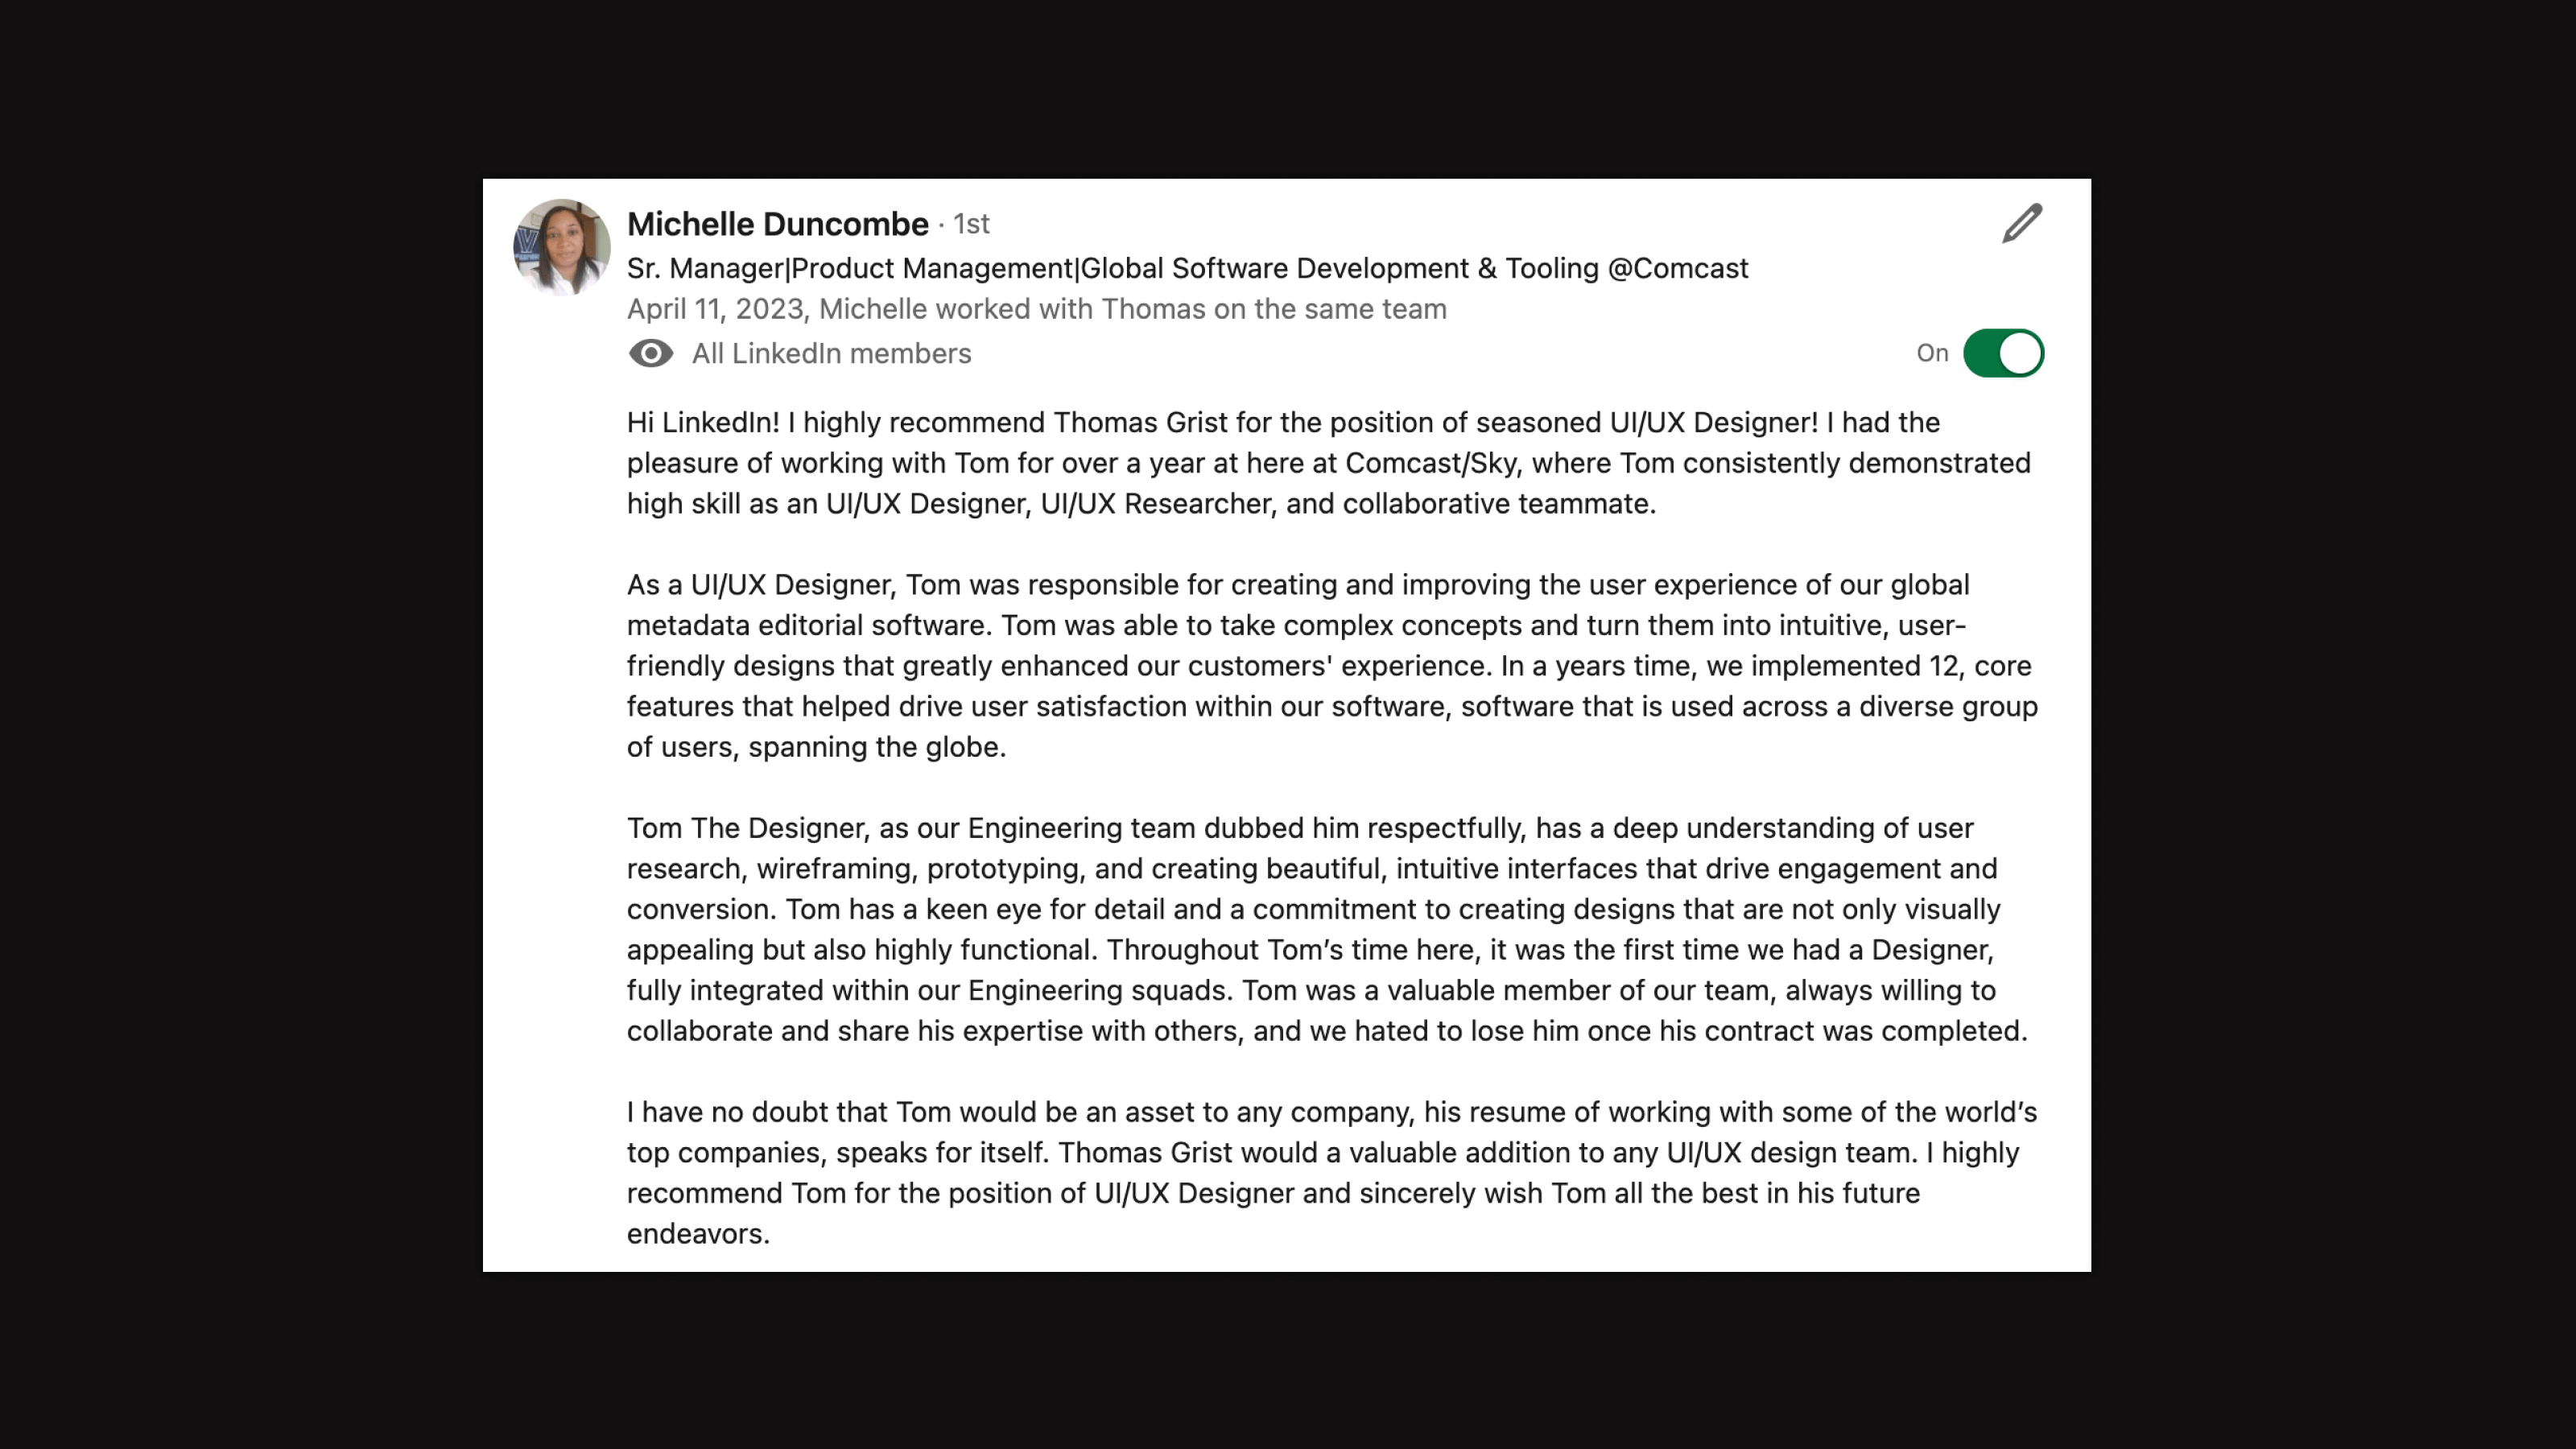 Michelle Duncombe · 1st
Sr. Manager|Product Management|Global Software Development & Tooling @Comcast
April 11, 2023, Michelle worked with Thomas on the same team
All LinkedIn members
On
Hi LinkedIn! I highly recommend Thomas Grist for the position of seasoned UI/UX Designer! I had the
pleasure of working with Tom for over a year at here at Comcast/Sky, where Tom consistently demonstrated
high skill as an UI/UX Designer, UI/UX Researcher, and collaborative teammate.
As a UI/UX Designer, Tom was responsible for creating and improving the user experience of our global
metadata editorial software. Tom was able to take complex concepts and turn them into intuitive, user-
friendly designs that greatly enhanced our customers' experience. In a years time, we implemented 12, core
features that helped drive user satisfaction within our software, software that is used across a diverse group
of users, spanning the globe.
Tom The Designer, as our Engineering team dubbed him respectfully, has a deep understanding of user
research, wireframing, prototyping, and creating beautiful, intuitive interfaces that drive engagement and
conversion. Tom has a keen eye for detail and a commitment to creating designs that are not only visually
appealing but also highly functional. Throughout Tom’s time here, it was the first time we had a Designer,
fully integrated within our Engineering squads. Tom was a valuable member of our team, always willing to
collaborate and share his expertise with others, and we hated to lose him once his contract was completed.
I have no doubt that Tom would be an asset to any company, his resume of working with some of the world’s
top companies, speaks for itself. Thomas Grist would a valuable addition to any UI/UX design team. I highly
recommend Tom for the position of UI/UX Designer and sincerely wish Tom all the best in his future
endeavors.